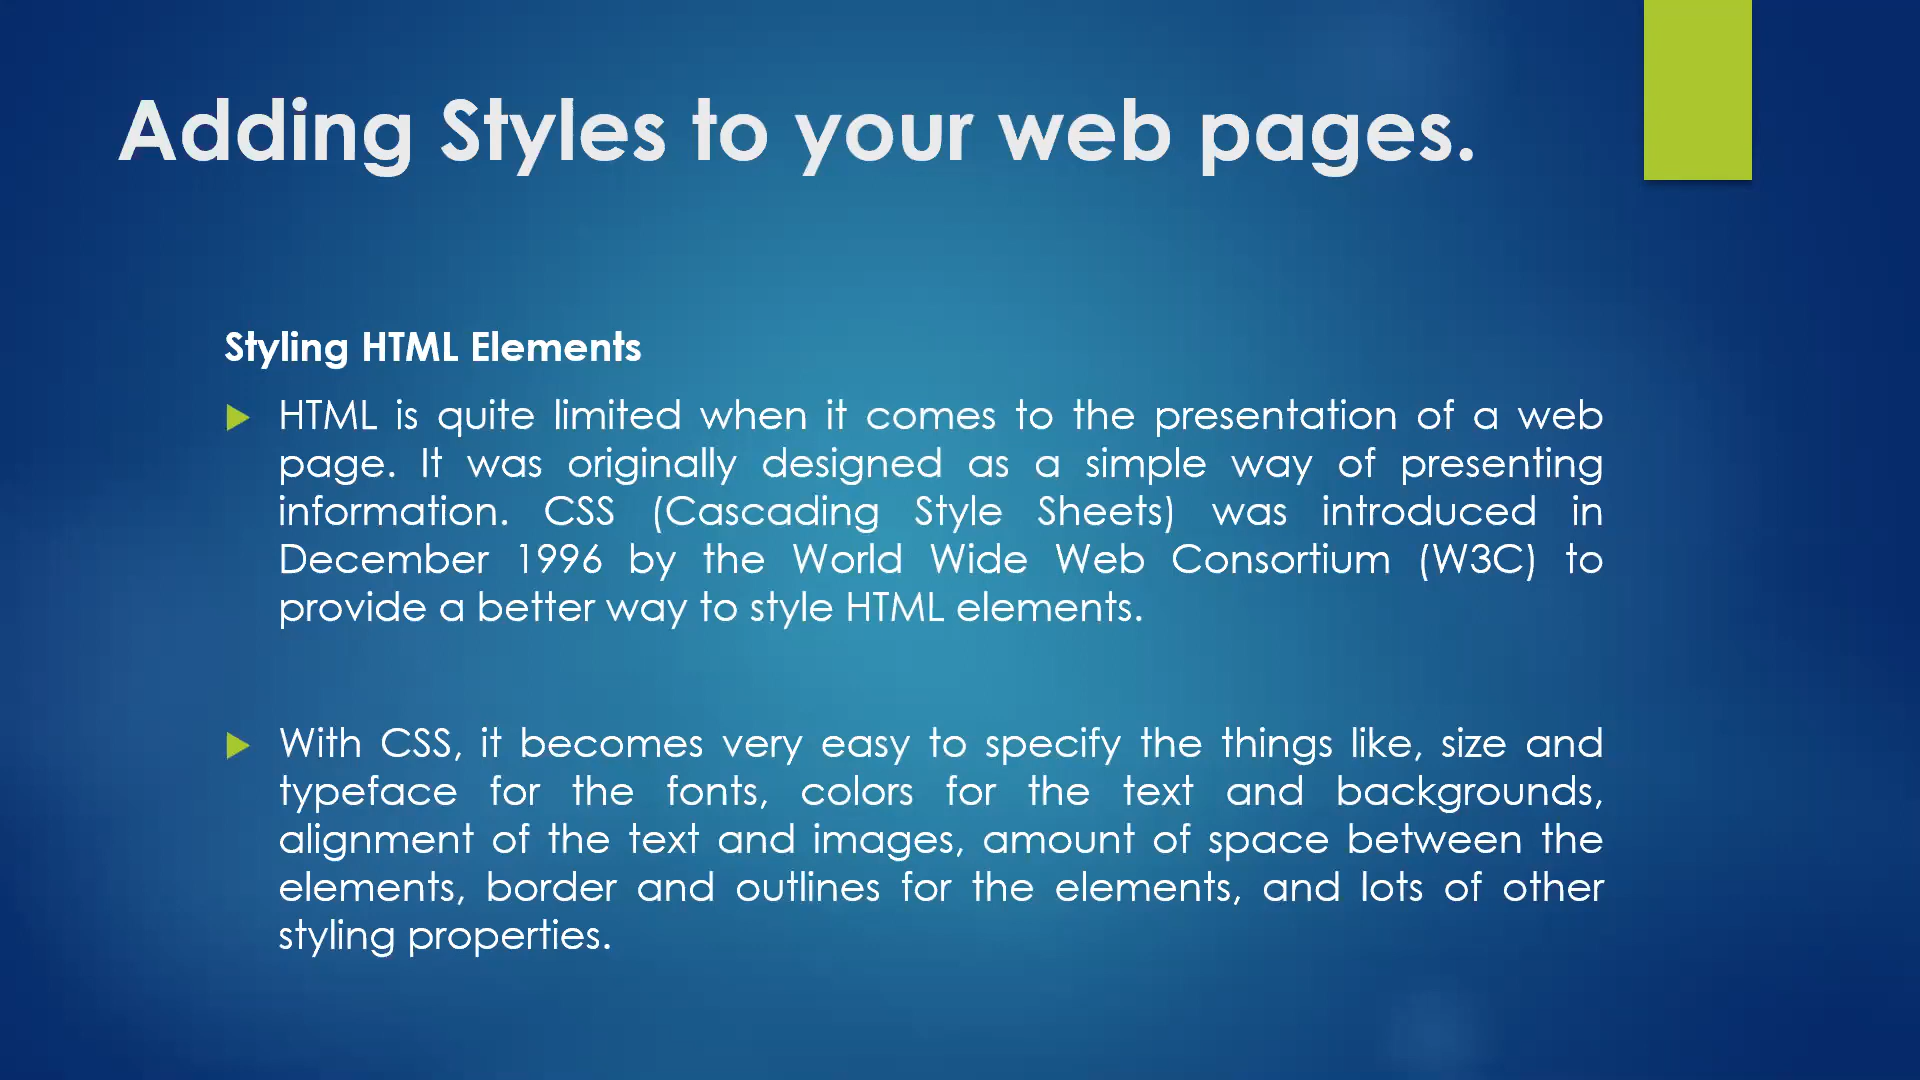 Adding Styles to your web pages.
Styling HTML Elements
HTML is quite limited when it comes to the presentation of a web
page. It was originally designed as a simple way of presenting
information. CSS (Cascading Style Sheets) was introduced in
December 1996 by the World Wide Web Consortium (W3C) to
provide a better way to style HTML elements.
With CSS, it becomes very easy to specify the things like, size and
typeface for the fonts, colors for the text and backgrounds,
alignment of the text and images, amount of space between the
elements, border and outlines for the elements, and lots of other
styling properties.